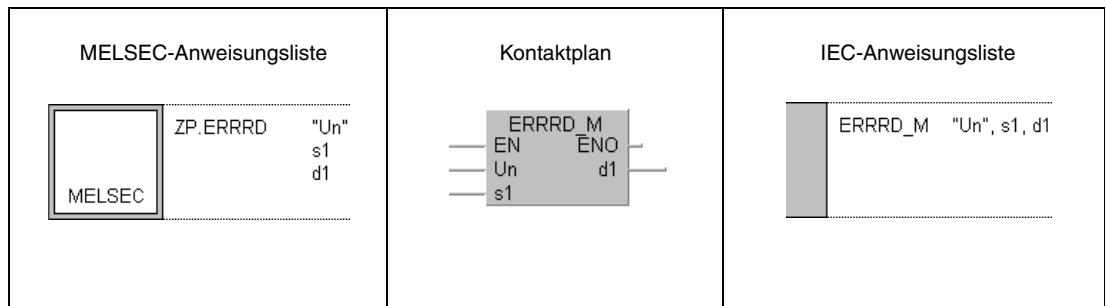 MELSEC-Anweisungsliste
ZP.ERRRD "Un"
s1
d1
MELSEC
Kontaktplan
ERRRD_M
EN ENO
Un d1
s1
IEC-Anweisungsliste
ERRRD_M "Un", s1, d1